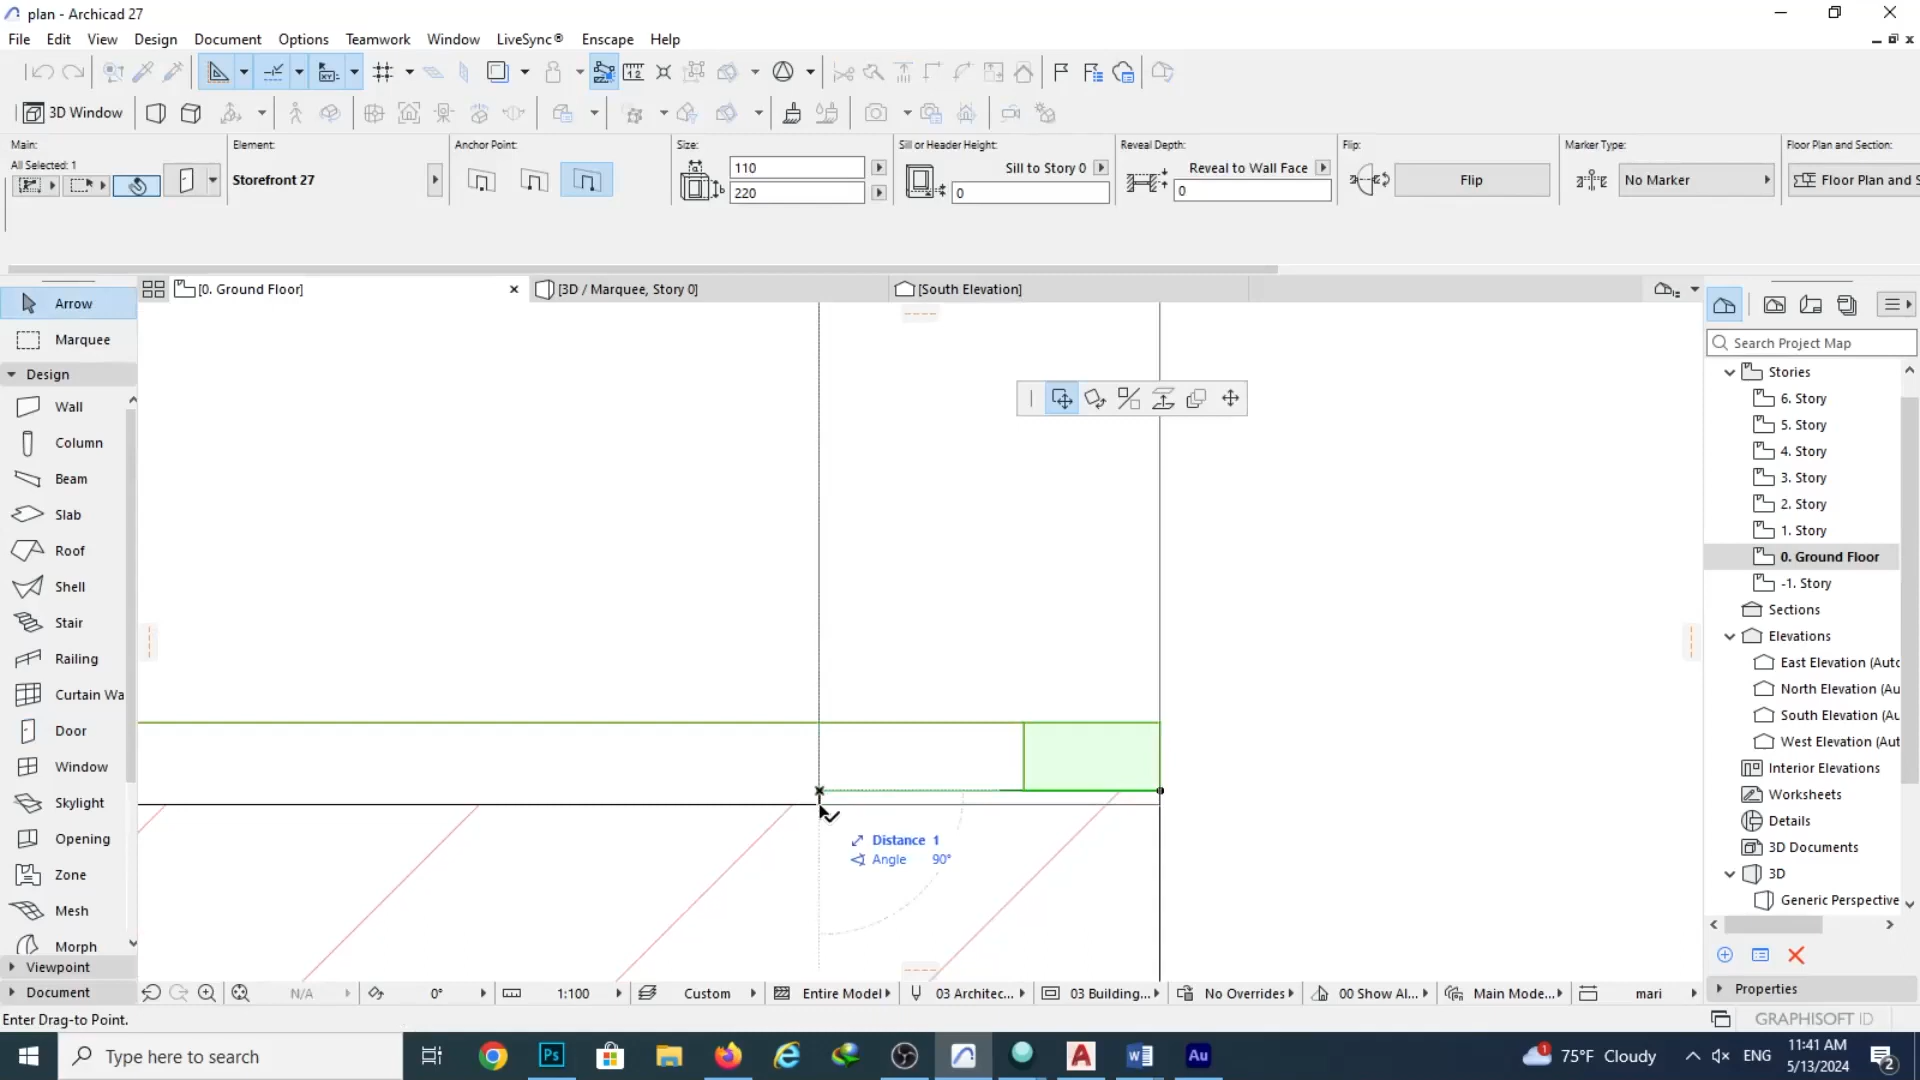 plan - Archicad 27
File Edit View Design Document Options Teamwork Window LiveSync® Enscape Help
3D Window
Main:
All Selected: 1
Element:
Storefront 27
Anchor Point:
Size:
110
220
Sill or Header Height:
Sill to Story 0
0
Reveal Depth:
Reveal to Wall Face
0
Flip:
Flip
Marker Type:
No Marker
Floor Plan and Section:
Floor Plan and S
[0. Ground Floor]
[3D / Marquee, Story 0]
[South Elevation]
Arrow
Marquee
Design
Wall
Column
Beam
Slab
Roof
Shell
Stair
Railing
Curtain Wa
Door
Window
Skylight
Opening
Zone
Mesh
Morph
Viewpoint
Document
Distance 1
Angle 90°
Search Project Map
Stories
6. Story
5. Story
4. Story
3. Story
2. Story
1. Story
0. Ground Floor
-1. Story
Sections
Elevations
East Elevation (Auto
North Elevation (Au
South Elevation (Au
West Elevation (Aut
Interior Elevations
Worksheets
Details
3D Documents
3D
Generic Perspective
Properties
N/A 0° 1:100 Custom Entire Model 03 Architec... 03 Building... No Overrides 00 Show Al... Main Mode... mari
Enter Drag-to Point.
GRAPHISOFT ID
Type here to search
75°F Cloudy
ENG
11:41 AM
5/13/2024
2